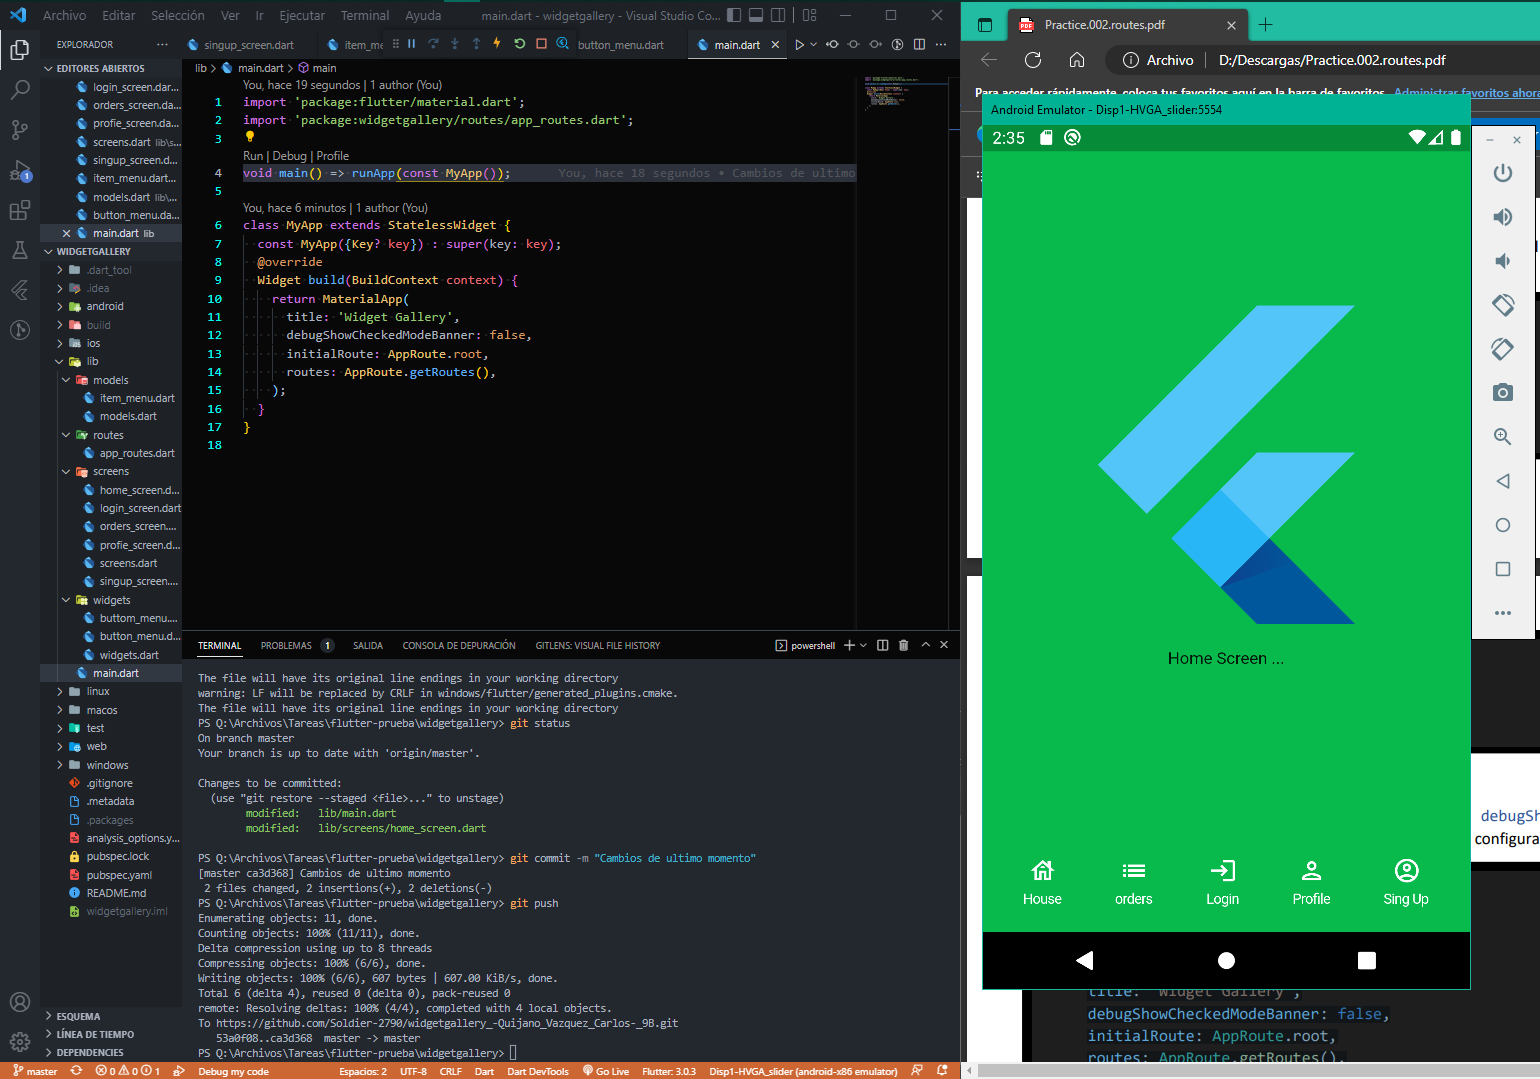 Archivo Editar Selección Ver Ir Ejecutar Terminal Ayuda main.dart - widgetgallery - Visual Studio Co...
EXPLORADOR
EDITORES ABIERTOS
login_screen.dar...
orders_screen.da...
profie_screen.da...
screens.dart lib\s...
singup_screen.d...
item_menu.dart...
models.dart lib\...
button_menu.da...
main.dart lib
WIDGETGALLERY
.dart_tool
.idea
android
build
ios
lib
models
item_menu.dart
models.dart
routes
app_routes.dart
screens
home_screen.d...
login_screen.dart
orders_screen....
profie_screen.d...
screens.dart
singup_screen....
widgets
buttom_menu....
button_menu.d...
widgets.dart
main.dart
linux
macos
test
web
windows
.gitignore
.metadata
.packages
analysis_options.y...
pubspec.lock
pubspec.yaml
README.md
widgetgallery.iml
ESQUEMA
LÍNEA DE TIEMPO
DEPENDENCIES
1
singup_screen.dart item_me button_menu.dart main.dart
lib > main.dart > main
You, hace 19 segundos | 1 author (You)
1 import 'package:flutter/material.dart';
2 import 'package:widgetgallery/routes/app_routes.dart';
3
Run | Debug | Profile
4 void main() => runApp(const MyApp()); You, hace 18 segundos • Cambios de ultimo
5
You, hace 6 minutos | 1 author (You)
6 class MyApp extends StatelessWidget {
7 const MyApp({Key? key}) : super(key: key);
8 @override
9 Widget build(BuildContext context) {
10 return MaterialApp(
11 title: 'Widget Gallery',
12 debugShowCheckedModeBanner: false,
13 initialRoute: AppRoute.root,
14 routes: AppRoute.getRoutes(),
15 );
16 }
17 }
18
TERMINAL PROBLEMAS 1 SALIDA CONSOLA DE DEPURACIÓN GITLENS: VISUAL FILE HISTORY powershell
The file will have its original line endings in your working directory
warning: LF will be replaced by CRLF in windows/flutter/generated_plugins.cmake.
The file will have its original line endings in your working directory
PS Q:\Archivos\Tareas\flutter-prueba\widgetgallery> git status
On branch master
Your branch is up to date with 'origin/master'.
Changes to be committed:
(use "git restore --staged <file>..." to unstage)
modified: lib/main.dart
modified: lib/screens/home_screen.dart
PS Q:\Archivos\Tareas\flutter-prueba\widgetgallery> git commit -m "Cambios de ultimo momento"
[master ca3d368] Cambios de ultimo momento
2 files changed, 2 insertions(+), 2 deletions(-)
PS Q:\Archivos\Tareas\flutter-prueba\widgetgallery> git push
Enumerating objects: 11, done.
Counting objects: 100% (11/11), done.
Delta compression using up to 8 threads
Compressing objects: 100% (6/6), done.
Writing objects: 100% (6/6), 607 bytes | 607.00 KiB/s, done.
Total 6 (delta 4), reused 0 (delta 0), pack-reused 0
remote: Resolving deltas: 100% (4/4), completed with 4 local objects.
To https://github.com/Soldier-2790/widgetgallery_-Quijano_Vazquez_Carlos-_9B.git
53a0f08..ca3d368 master -> master
PS Q:\Archivos\Tareas\flutter-prueba\widgetgallery>
master 0 0 1 Debug my code Espacios: 2 UTF-8 CRLF Dart Dart DevTools Go Live Flutter: 3.0.3 Disp1-HVGA_slider (android-x86 emulator)
PDF Practice.002.routes.pdf
Archivo D:/Descargas/Practice.002.routes.pdf
Para acceder rápidamente, coloca tus favoritos aquí en la barra de favoritos. Administrar favoritos ahora
Android Emulator - Disp1-HVGA_slider:5554
2:35
Home Screen ...
House orders Login Profile Sing Up
debugSh
configura
title: 'Widget Gallery',
debugShowCheckedModeBanner: false,
initialRoute: AppRoute.root,
routes: AppRoute.getRoutes(),